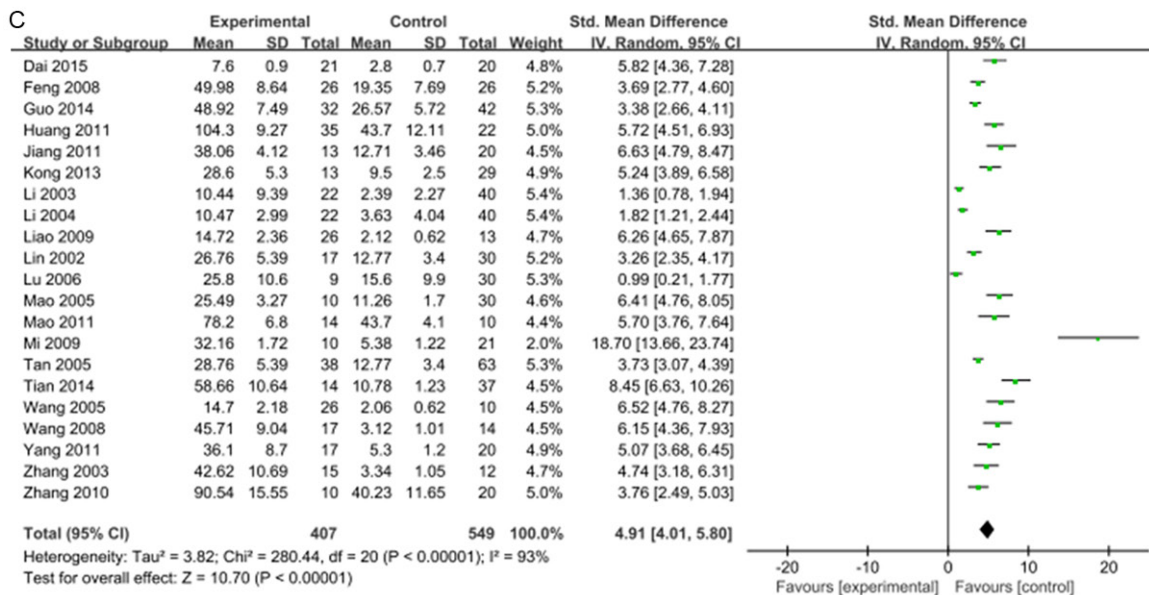 C
Experimental Control Std. Mean Difference Std. Mean Difference
Study or Subgroup Mean SD Total Mean SD Total Weight IV, Random, 95% CI IV, Random, 95% CI
Dai 2015 7.6 0.9 21 2.8 0.7 20 4.8% 5.82 [4.36, 7.28]
Feng 2008 49.98 8.64 26 19.35 7.69 26 5.2% 3.69 [2.77, 4.60]
Guo 2014 48.92 7.49 32 26.57 5.72 42 5.3% 3.38 [2.66, 4.11]
Huang 2011 104.3 9.27 35 43.7 12.11 22 5.0% 5.72 [4.51, 6.93]
Jiang 2011 38.06 4.12 13 12.71 3.46 20 4.5% 6.63 [4.79, 8.47]
Kong 2013 28.6 5.3 13 9.5 2.5 29 4.9% 5.24 [3.89, 6.58]
Li 2003 10.44 9.39 22 2.39 2.27 40 5.4% 1.36 [0.78, 1.94]
Li 2004 10.47 2.99 22 3.63 4.04 40 5.4% 1.82 [1.21, 2.44]
Liao 2009 14.72 2.36 26 2.12 0.62 13 4.7% 6.26 [4.65, 7.87]
Lin 2002 26.76 5.39 17 12.77 3.4 30 5.2% 3.26 [2.35, 4.17]
Lu 2006 25.8 10.6 9 15.6 9.9 30 5.3% 0.99 [0.21, 1.77]
Mao 2005 25.49 3.27 10 11.26 1.7 30 4.6% 6.41 [4.76, 8.05]
Mao 2011 78.2 6.8 14 43.7 4.1 10 4.4% 5.70 [3.76, 7.64]
Mi 2009 32.16 1.72 10 5.38 1.22 21 2.0% 18.70 [13.66, 23.74]
Tan 2005 28.76 5.39 38 12.77 3.4 63 5.3% 3.73 [3.07, 4.39]
Tian 2014 58.66 10.64 14 10.78 1.23 37 4.5% 8.45 [6.63, 10.26]
Wang 2005 14.7 2.18 26 2.06 0.62 10 4.5% 6.52 [4.76, 8.27]
Wang 2008 45.71 9.04 17 3.12 1.01 14 4.5% 6.15 [4.36, 7.93]
Yang 2011 36.1 8.7 17 5.3 1.2 20 4.9% 5.07 [3.68, 6.45]
Zhang 2003 42.62 10.69 15 3.34 1.05 12 4.7% 4.74 [3.18, 6.31]
Zhang 2010 90.54 15.55 10 40.23 11.65 20 5.0% 3.76 [2.49, 5.03]
Total (95% CI) 407 549 100.0% 4.91 [4.01, 5.80]
Heterogeneity: Tau² = 3.82; Chi² = 280.44, df = 20 (P < 0.00001); I² = 93%
Test for overall effect: Z = 10.70 (P < 0.00001)
-20 -10 0 10 20
Favours [experimental] Favours [control]